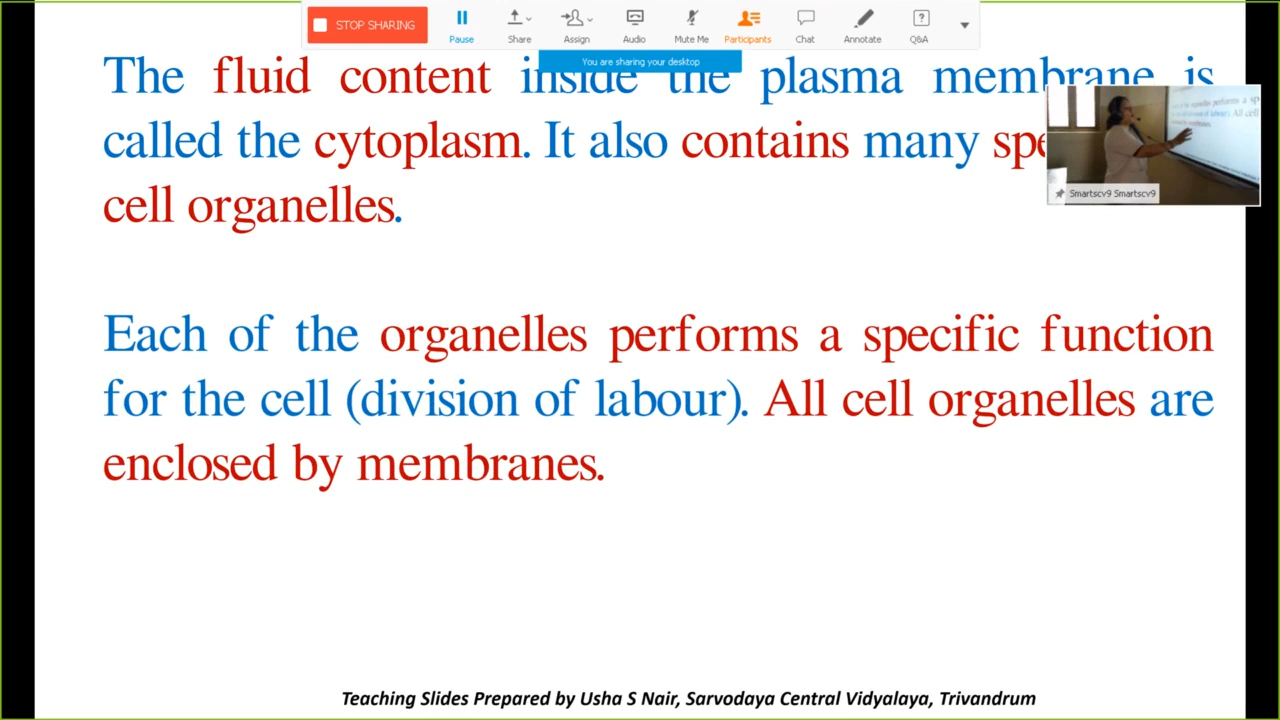 STOP SHARING
Pause
Share
Assign
Audio
Mute Me
Participants
Chat
Annotate
Q&A
You are sharing your desktop
The fluid content inside the plasma membrane is
called the cytoplasm. It also contains many
cell organelles.
Smartscv9 Smartscv9
Each of the organelles performs a specific function
for the cell (division of labour). All cell organelles are
enclosed by membranes.
Teaching Slides Prepared by Usha S Nair, Sarvodaya Central Vidyalaya, Trivandrum